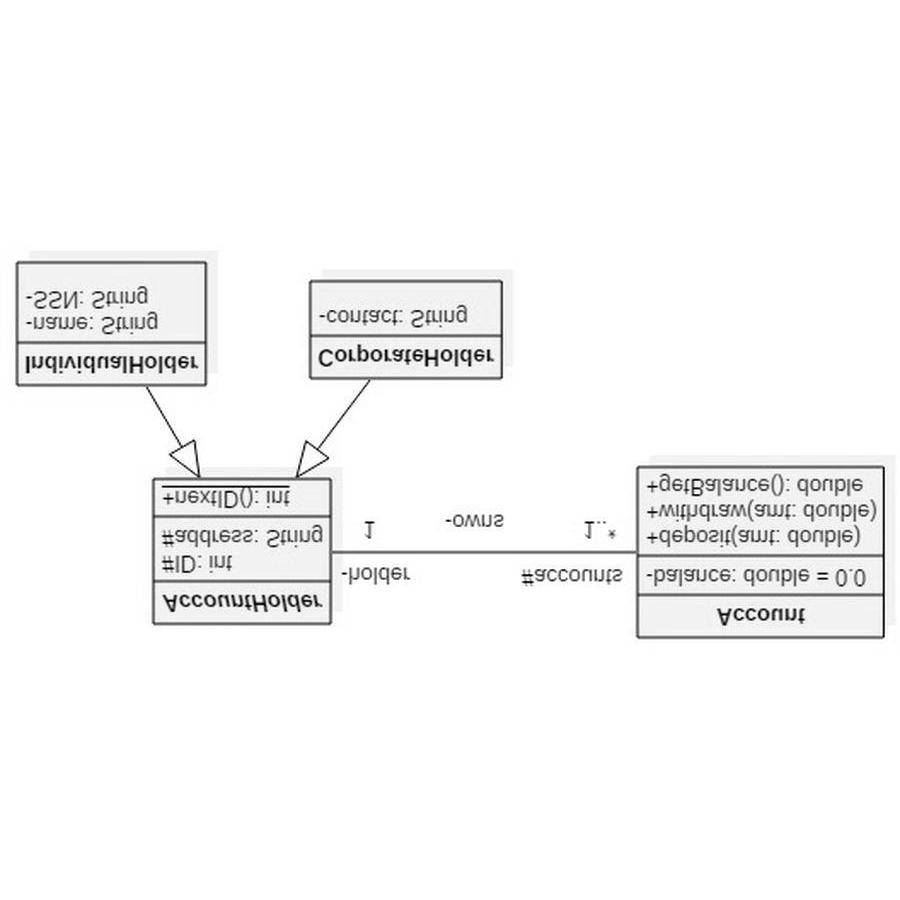 AccountHolder
#ID: int
#address: String
+nextID(): int
-holder
#accounts
1
-owns
1..*
Account
-balance: double = 0.0
+deposit(amt: double)
+withdraw(amt: double)
+getBalance(): double
IndividualHolder
-name: String
-SSN: String
CorporateHolder
-contact: String